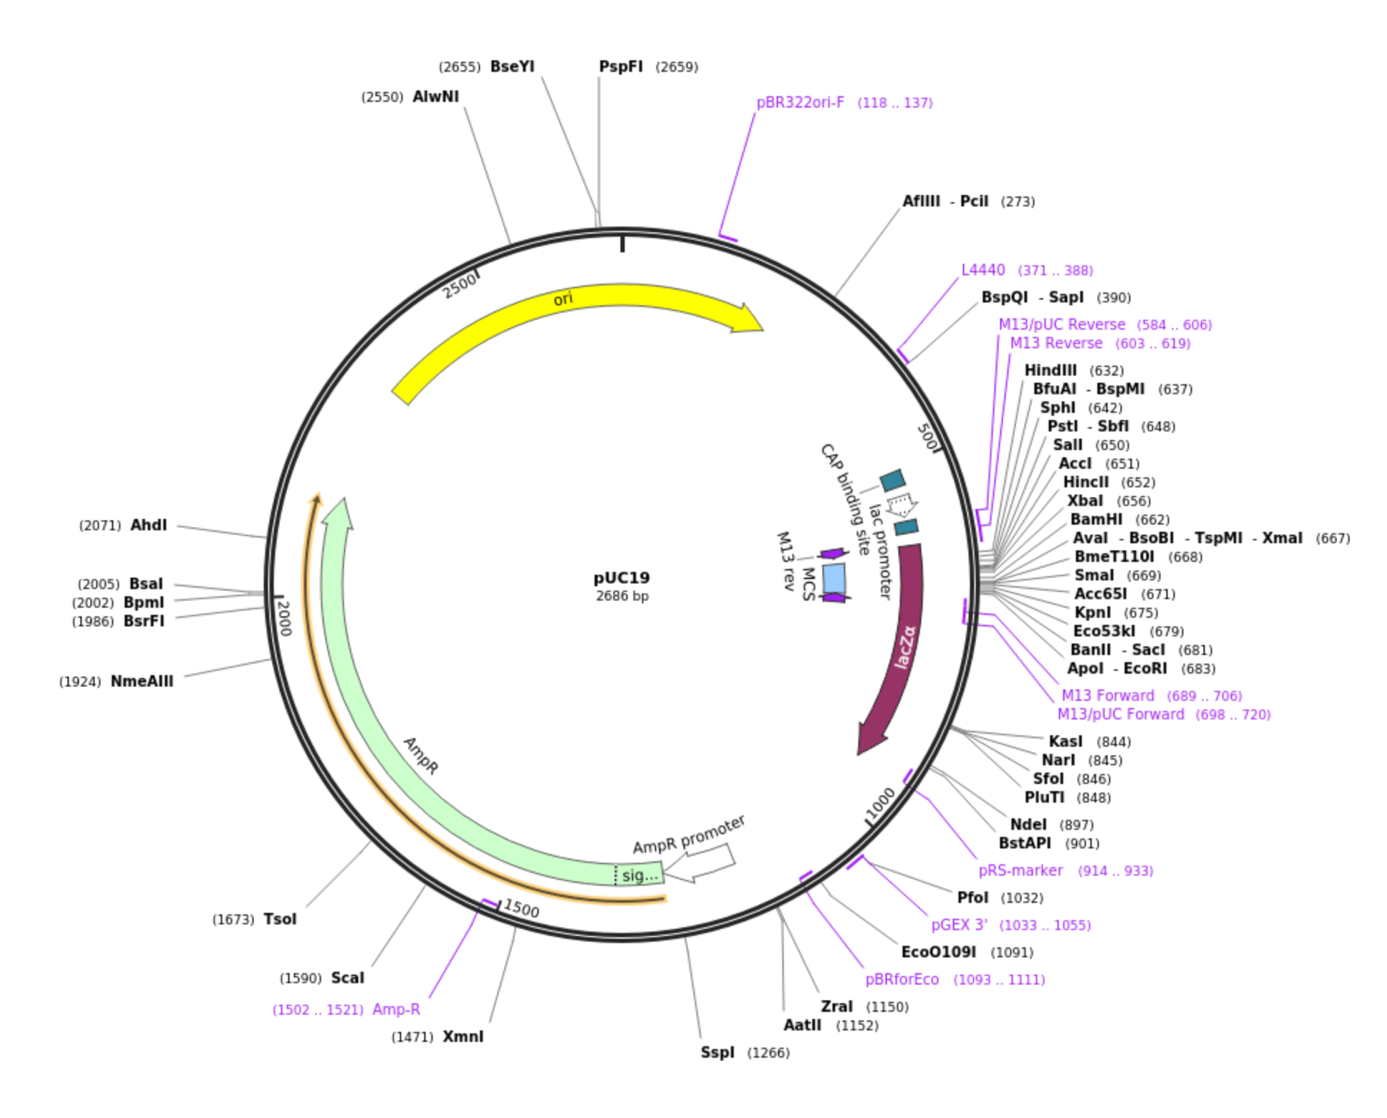 (2655) BseYI
PspFI (2659)
(2550) AlwNI
pBR322ori-F (118 .. 137)
AflIII - PciI (273)
L4440 (371 .. 388)
BspQI - SapI (390)
M13/pUC Reverse (584 .. 606)
M13 Reverse (603 .. 619)
HindIII (632)
BfuAI - BspMI (637)
SphI (642)
PstI - SbfI (648)
SalI (650)
AccI (651)
HincII (652)
XbaI (656)
BamHI (662)
AvaI - BsoBI - TspMI - XmaI (667)
BmeT110I (668)
SmaI (669)
Acc65I (671)
KpnI (675)
Eco53kI (679)
BanII - SacI (681)
ApoI - EcoRI (683)
M13 Forward (689 .. 706)
M13/pUC Forward (698 .. 720)
KasI (844)
NarI (845)
SfoI (846)
PluTI (848)
NdeI (897)
BstAPI (901)
pRS-marker (914 .. 933)
PfoI (1032)
pGEX 3' (1033 .. 1055)
EcoO109I (1091)
pBRforEco (1093 .. 1111)
ZraI (1150)
AatII (1152)
SspI (1266)
(1471) XmnI
(1502 .. 1521) Amp-R
(1590) ScaI
(1673) TsoI
(1924) NmeAIII
(1986) BsrFI
(2002) BpmI
(2005) BsaI
(2071) AhdI
2500
500
1000
1500
2000
ori
CAP binding site
lac promoter
M13 rev
MCS
lacZα
pUC19
2686 bp
AmpR
AmpR promoter
sig...